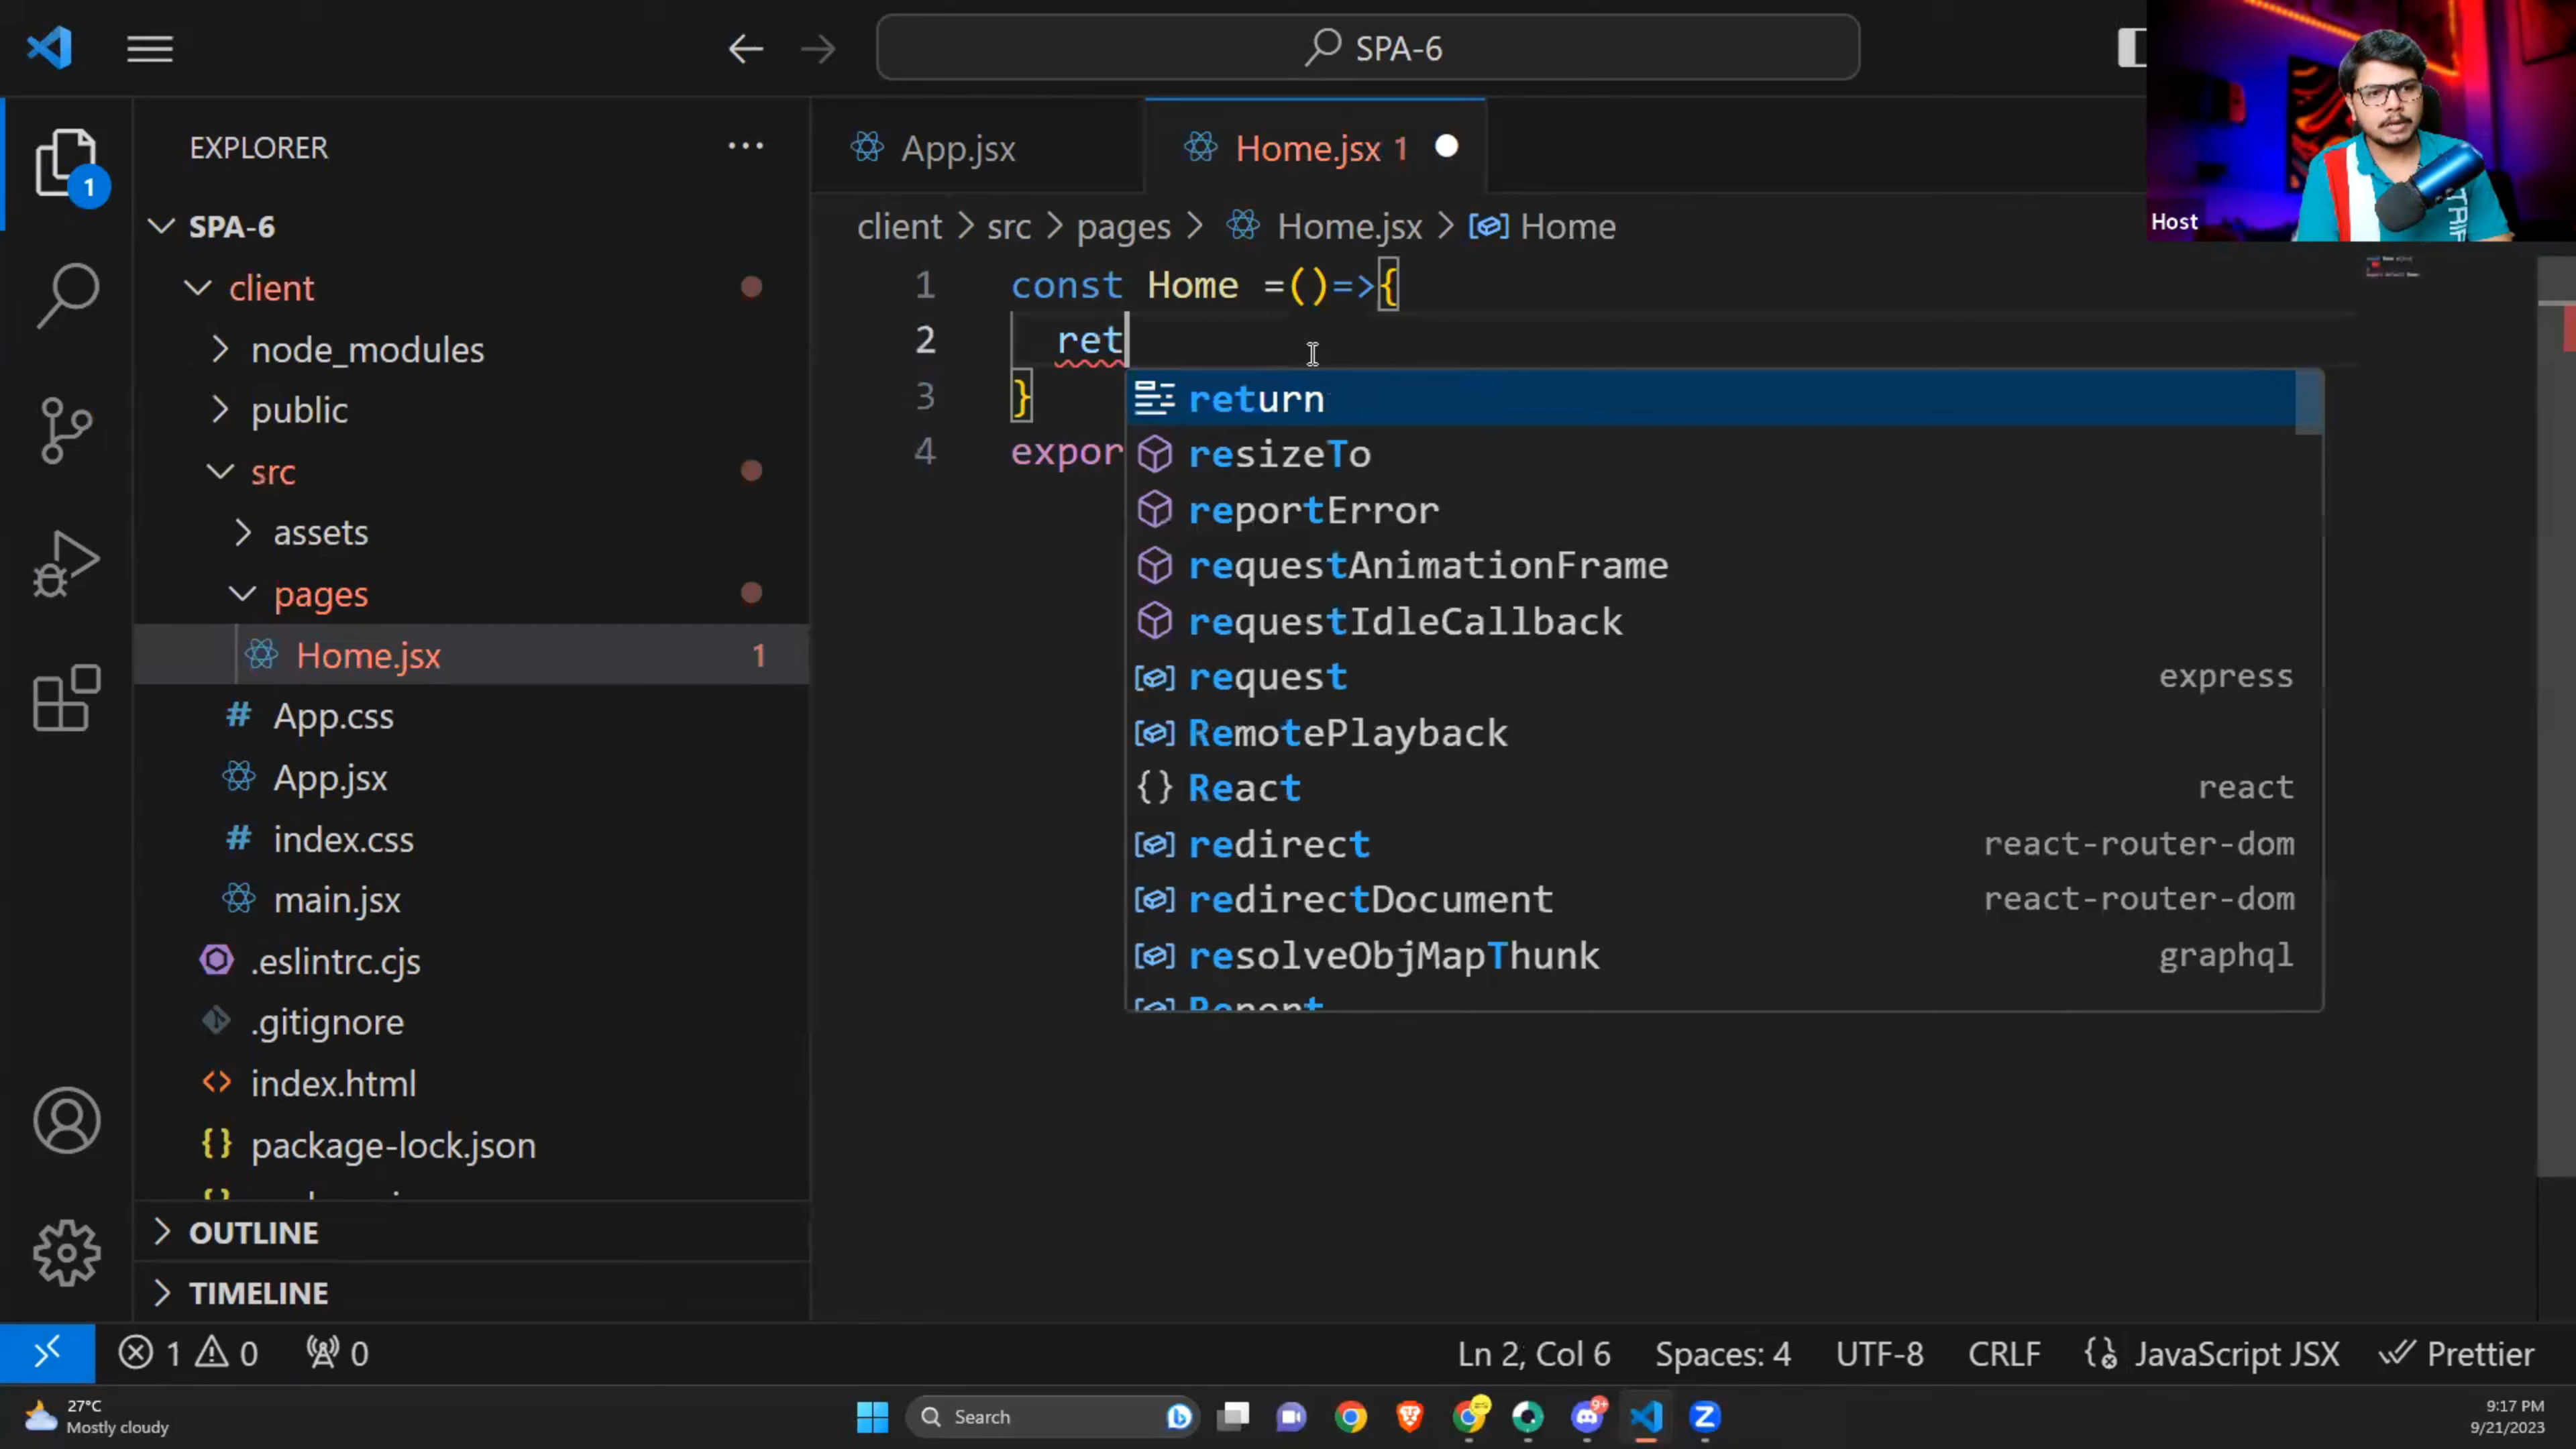 SPA-6
EXPLORER
1
SPA-6
client
node_modules
public
src
assets
pages
Home.jsx 1
App.css
App.jsx
index.css
main.jsx
.eslintrc.cjs
.gitignore
index.html
package-lock.json
OUTLINE
TIMELINE
App.jsx
Home.jsx 1
client > src > pages > Home.jsx > Home
1 const Home =()=>{
2 ret
3 }
4 expor
return
resizeTo
reportError
requestAnimationFrame
requestIdleCallback
request express
RemotePlayback
React react
redirect react-router-dom
redirectDocument react-router-dom
resolveObjMapThunk graphql
Host
1 0 0
Ln 2, Col 6 Spaces: 4 UTF-8 CRLF JavaScript JSX Prettier
27°C
Mostly cloudy
Search
9+
9:17 PM
9/21/2023